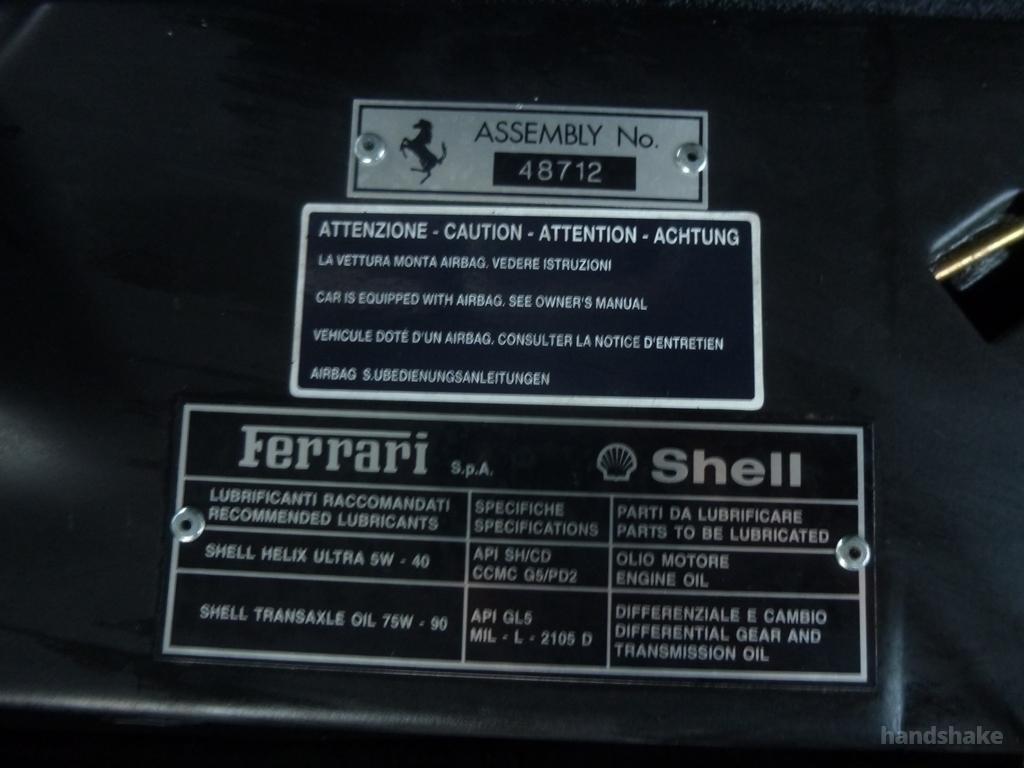 ASSEMBLY No.
48712
ATTENZIONE - CAUTION - ATTENTION - ACHTUNG
LA VETTURA MONTA AIRBAG. VEDERE ISTRUZIONI
CAR IS EQUIPPED WITH AIRBAG. SEE OWNER'S MANUAL
VEHICULE DOTÉ D'UN AIRBAG. CONSULTER LA NOTICE D'ENTRETIEN
AIRBAG S.UBEDIENUNGSANLEITUNGEN
Ferrari S.p.A. Shell
LUBRIFICANTI RACCOMANDATI
RECOMMENDED LUBRICANTS
SPECIFICHE
SPECIFICATIONS
PARTI DA LUBRIFICARE
PARTS TO BE LUBRICATED
SHELL HELIX ULTRA 5W - 40
API SH/CD
CCMC G5/PD2
OLIO MOTORE
ENGINE OIL
SHELL TRANSAXLE OIL 75W - 90
API GL5
MIL - L - 2105 D
DIFFERENZIALE E CAMBIO
DIFFERENTIAL GEAR AND
TRANSMISSION OIL
handshake